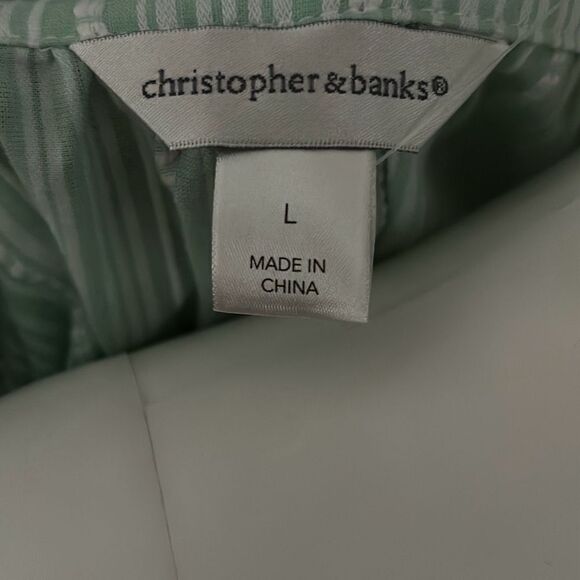 christopher & banks®
L
MADE IN
CHINA